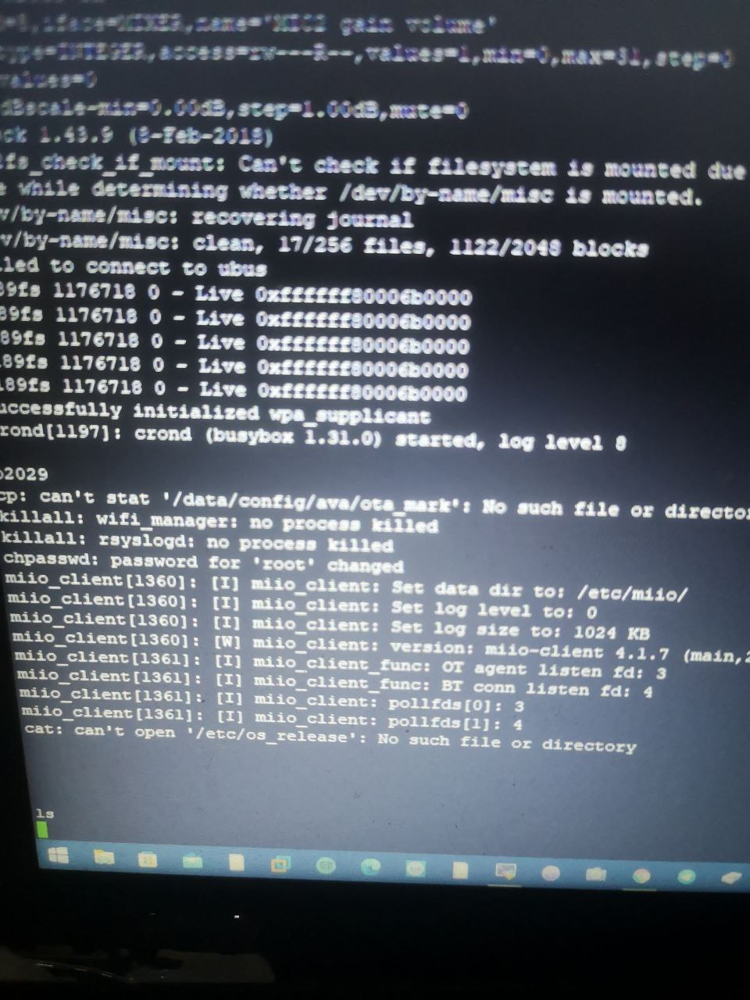 name='MIC2 gain volume'
access=rw---R--,values=1,min=0,max=31,step=0
values=0
dBscale-min=0.00dB,step=1.00dB,mute=0
ck 1.43.9 (8-Feb-2018)
fs_check_if_mount: Can't check if filesystem is mounted due
e while determining whether /dev/by-name/misc is mounted.
v/by-name/misc: recovering journal
v/by-name/misc: clean, 17/256 files, 1122/2048 blocks
led to connect to ubus
89fs 1176718 0 - Live 0xffffff80006b0000
89fs 1176718 0 - Live 0xffffff80006b0000
89fs 1176718 0 - Live 0xffffff80006b0000
189fs 1176718 0 - Live 0xffffff80006b0000
189fs 1176718 0 - Live 0xffffff80006b0000
uccessfully initialized wpa_supplicant
rond[1197]: crond (busybox 1.31.0) started, log level 8
p2029
cp: can't stat '/data/config/ava/ota_mark': No such file or director
killall: wifi_manager: no process killed
killall: rsyslogd: no process killed
chpasswd: password for 'root' changed
miio_client[1360]: [I] miio_client: Set data dir to: /etc/miio/
miio_client[1360]: [I] miio_client: Set log level to: 0
miio_client[1360]: [I] miio_client: Set log size to: 1024 KB
miio_client[1360]: [W] miio_client: version: miio-client 4.1.7 (main,2
miio_client[1361]: [I] miio_client_func: OT agent listen fd: 3
miio_client[1361]: [I] miio_client_func: BT conn listen fd: 4
miio_client[1361]: [I] miio_client: pollfds[0]: 3
miio_client[1361]: [I] miio_client: pollfds[1]: 4
cat: can't open '/etc/os_release': No such file or directory
ls